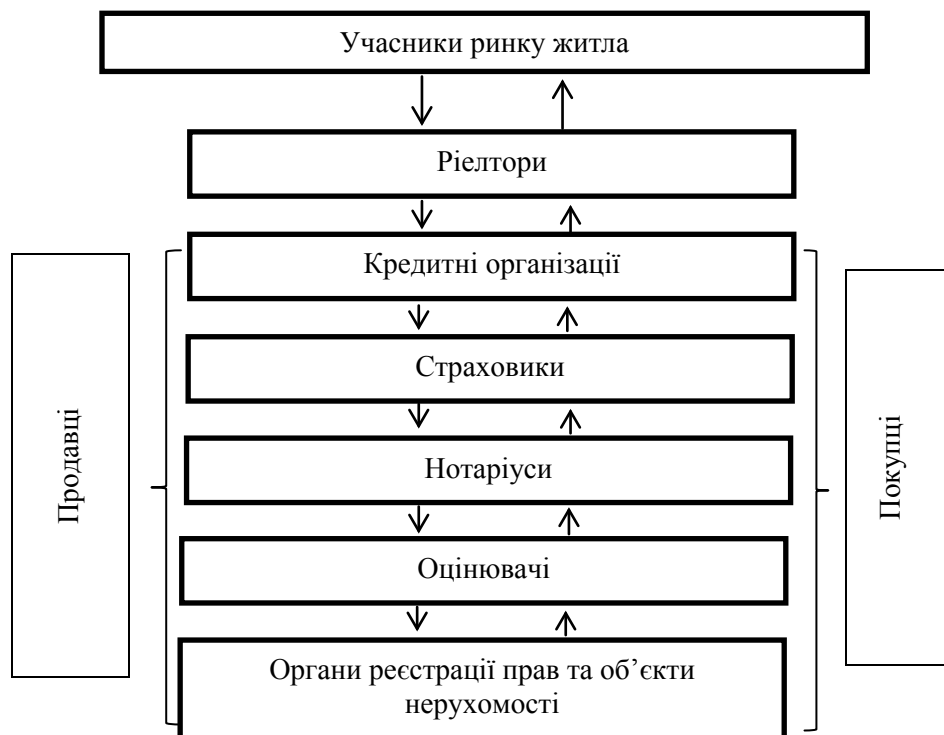 Учасники ринку житла
Ріелтори
Кредитні організації
Страховики
Нотаріуси
Оцінювачі
Органи реєстрації прав та об’єкти
нерухомості
Продавці
Покупці